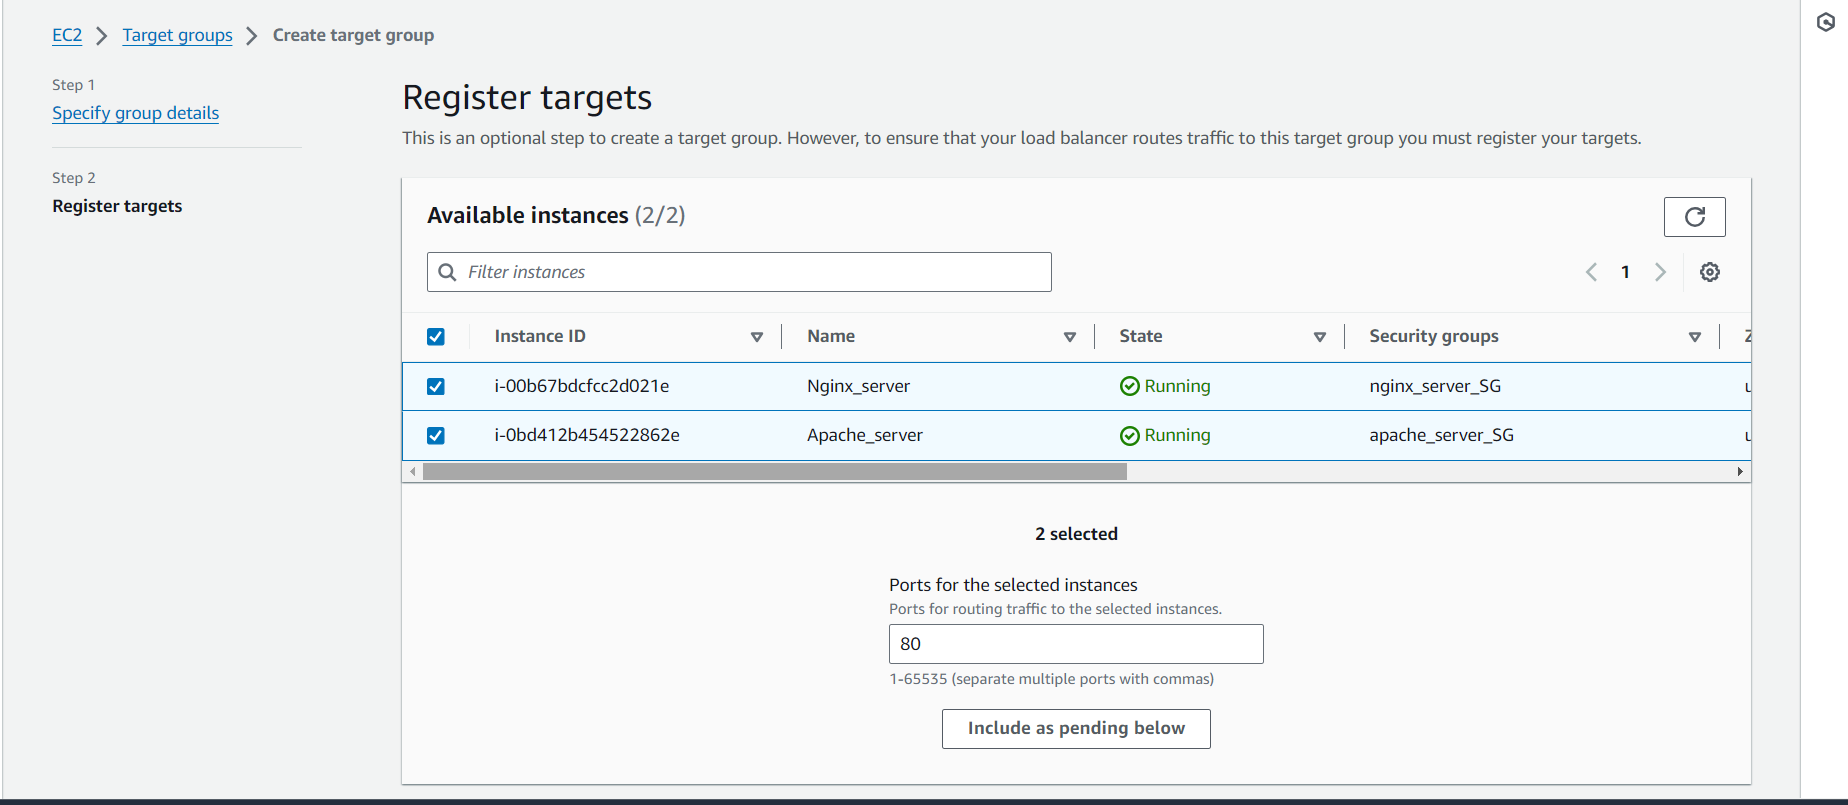 EC2 > Target groups > Create target group
Step 1
Specify group details
Step 2
Register targets
Register targets
This is an optional step to create a target group. However, to ensure that your load balancer routes traffic to this target group you must register your targets.
Available instances (2/2)
Filter instances
1
Instance ID Name State Security groups Z
i-00b67bdcfcc2d021e Nginx_server Running nginx_server_SG
i-0bd412b454522862e Apache_server Running apache_server_SG
2 selected
Ports for the selected instances
Ports for routing traffic to the selected instances.
80
1-65535 (separate multiple ports with commas)
Include as pending below